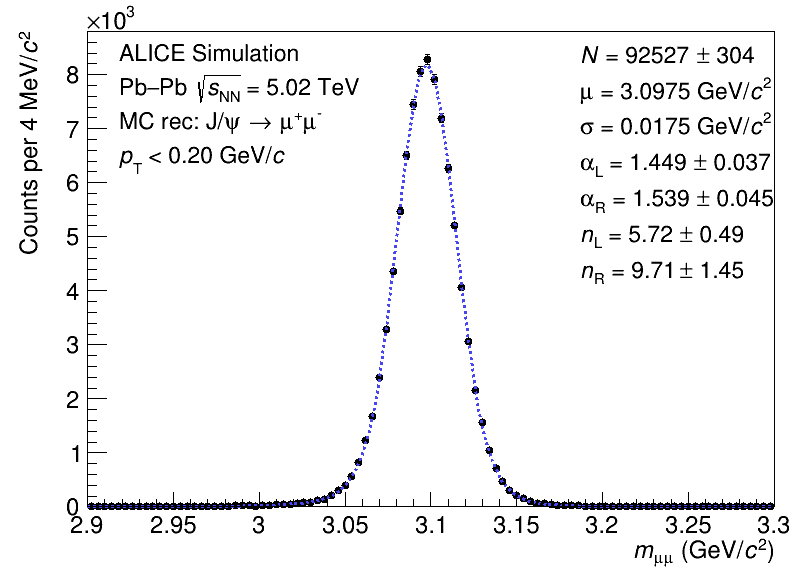 ×10³
ALICE Simulation
Pb–Pb √s_NN = 5.02 TeV
MC rec: J/ψ → μ⁺μ⁻
p_T < 0.20 GeV/c
N = 92527 ± 304
μ = 3.0975 GeV/c²
σ = 0.0175 GeV/c²
α_L = 1.449 ± 0.037
α_R = 1.539 ± 0.045
n_L = 5.72 ± 0.49
n_R = 9.71 ± 1.45
Counts per 4 MeV/c²
8
7
6
5
4
3
2
1
0
2.9 2.95 3 3.05 3.1 3.15 3.2 3.25 3.3
m_μμ (GeV/c²)